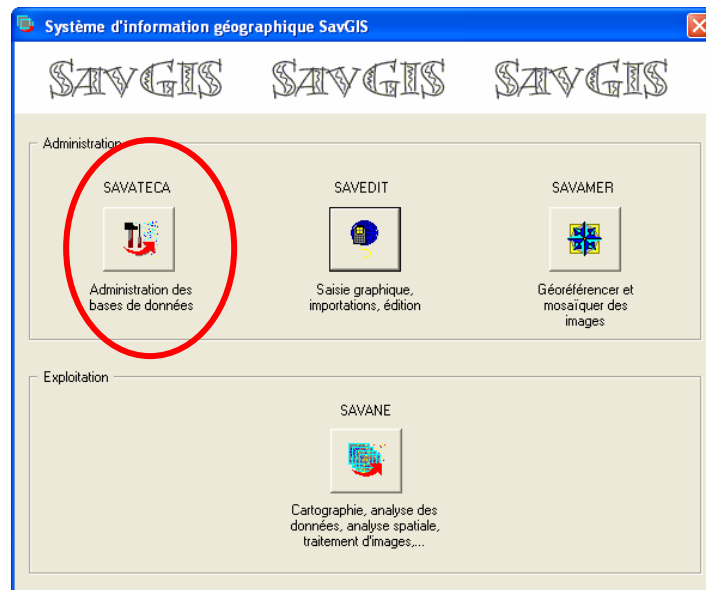 Système d'information géographique SavGIS
SAVGIS SAVGIS SAVGIS
Administration
SAVATECA
Administration des
bases de données
SAVEDIT
Saisie graphique,
importations, édition
SAVAMER
Géoréférencer et
mosaïquer des
images
Exploitation
SAVANE
Cartographie, analyse des
données, analyse spatiale,
traitement d'images,...